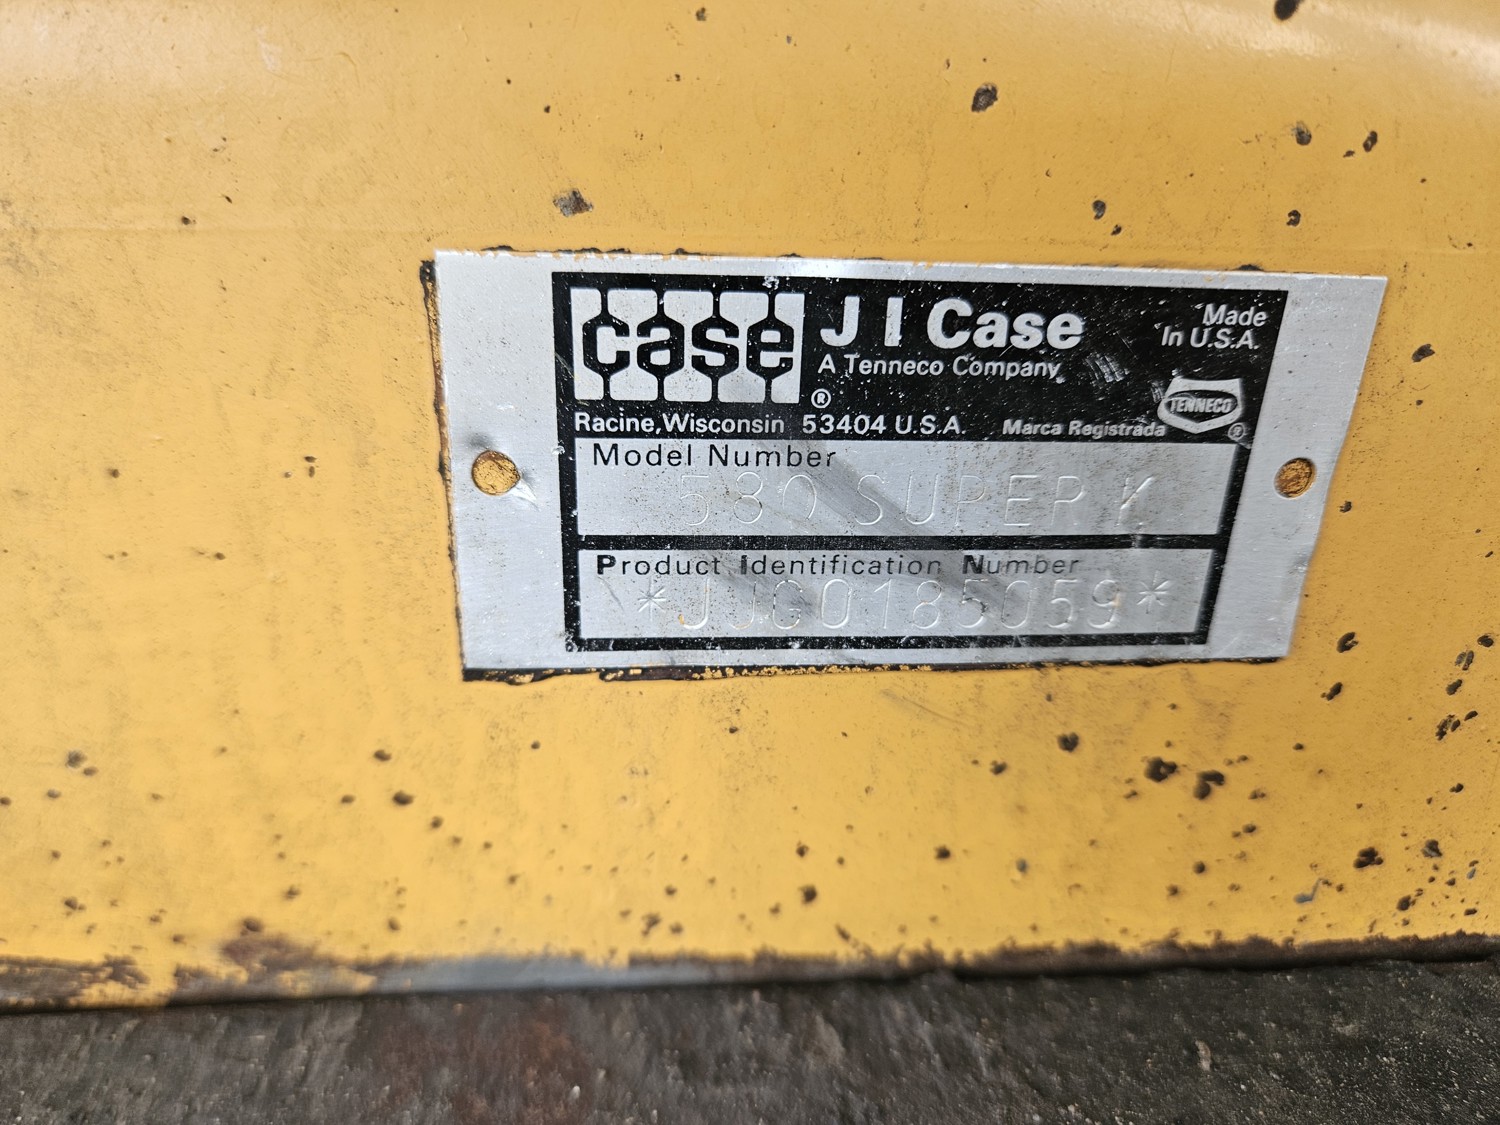 case ®
J I Case
A Tenneco Company
Made
In U.S.A.
TENNECO ®
Racine, Wisconsin 53404 U.S.A. Marca Registrada
Model Number
580 SUPER K
Product Identification Number
*JJG0185059*